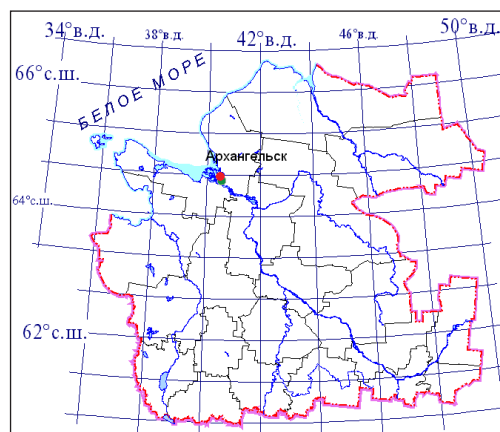 34°в.д.
38°в.д.
42°в.д.
46°в.д.
50°в.д.
66°с.ш.
БЕЛОЕ МОРЕ
Архангельск
64°с.ш.
62°с.ш.